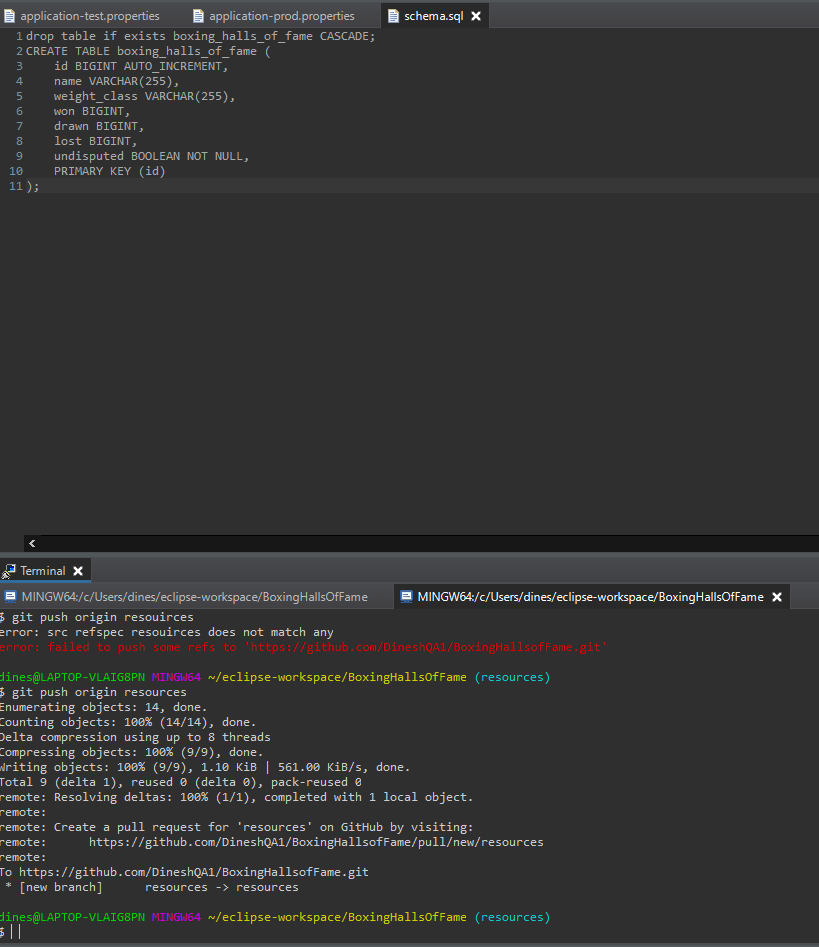 application-test.properties
application-prod.properties
schema.sql
1 drop table if exists boxing_halls_of_fame CASCADE;
2 CREATE TABLE boxing_halls_of_fame (
3 id BIGINT AUTO_INCREMENT,
4 name VARCHAR(255),
5 weight_class VARCHAR(255),
6 won BIGINT,
7 drawn BIGINT,
8 lost BIGINT,
9 undisputed BOOLEAN NOT NULL,
10 PRIMARY KEY (id)
11 );
Terminal
MINGW64:/c/Users/dines/eclipse-workspace/BoxingHallsOfFame
MINGW64:/c/Users/dines/eclipse-workspace/BoxingHallsOfFame
$ git push origin resouirces
error: src refspec resouirces does not match any
error: failed to push some refs to 'https://github.com/DineshQA1/BoxingHallsofFame.git'
dines@LAPTOP-VLAIG8PN MINGW64 ~/eclipse-workspace/BoxingHallsOfFame (resources)
$ git push origin resources
Enumerating objects: 14, done.
Counting objects: 100% (14/14), done.
Delta compression using up to 8 threads
Compressing objects: 100% (9/9), done.
Writing objects: 100% (9/9), 1.10 KiB | 561.00 KiB/s, done.
Total 9 (delta 1), reused 0 (delta 0), pack-reused 0
remote: Resolving deltas: 100% (1/1), completed with 1 local object.
remote:
remote: Create a pull request for 'resources' on GitHub by visiting:
remote: https://github.com/DineshQA1/BoxingHallsofFame/pull/new/resources
remote:
To https://github.com/DineshQA1/BoxingHallsofFame.git
* [new branch] resources -> resources
dines@LAPTOP-VLAIG8PN MINGW64 ~/eclipse-workspace/BoxingHallsOfFame (resources)
$